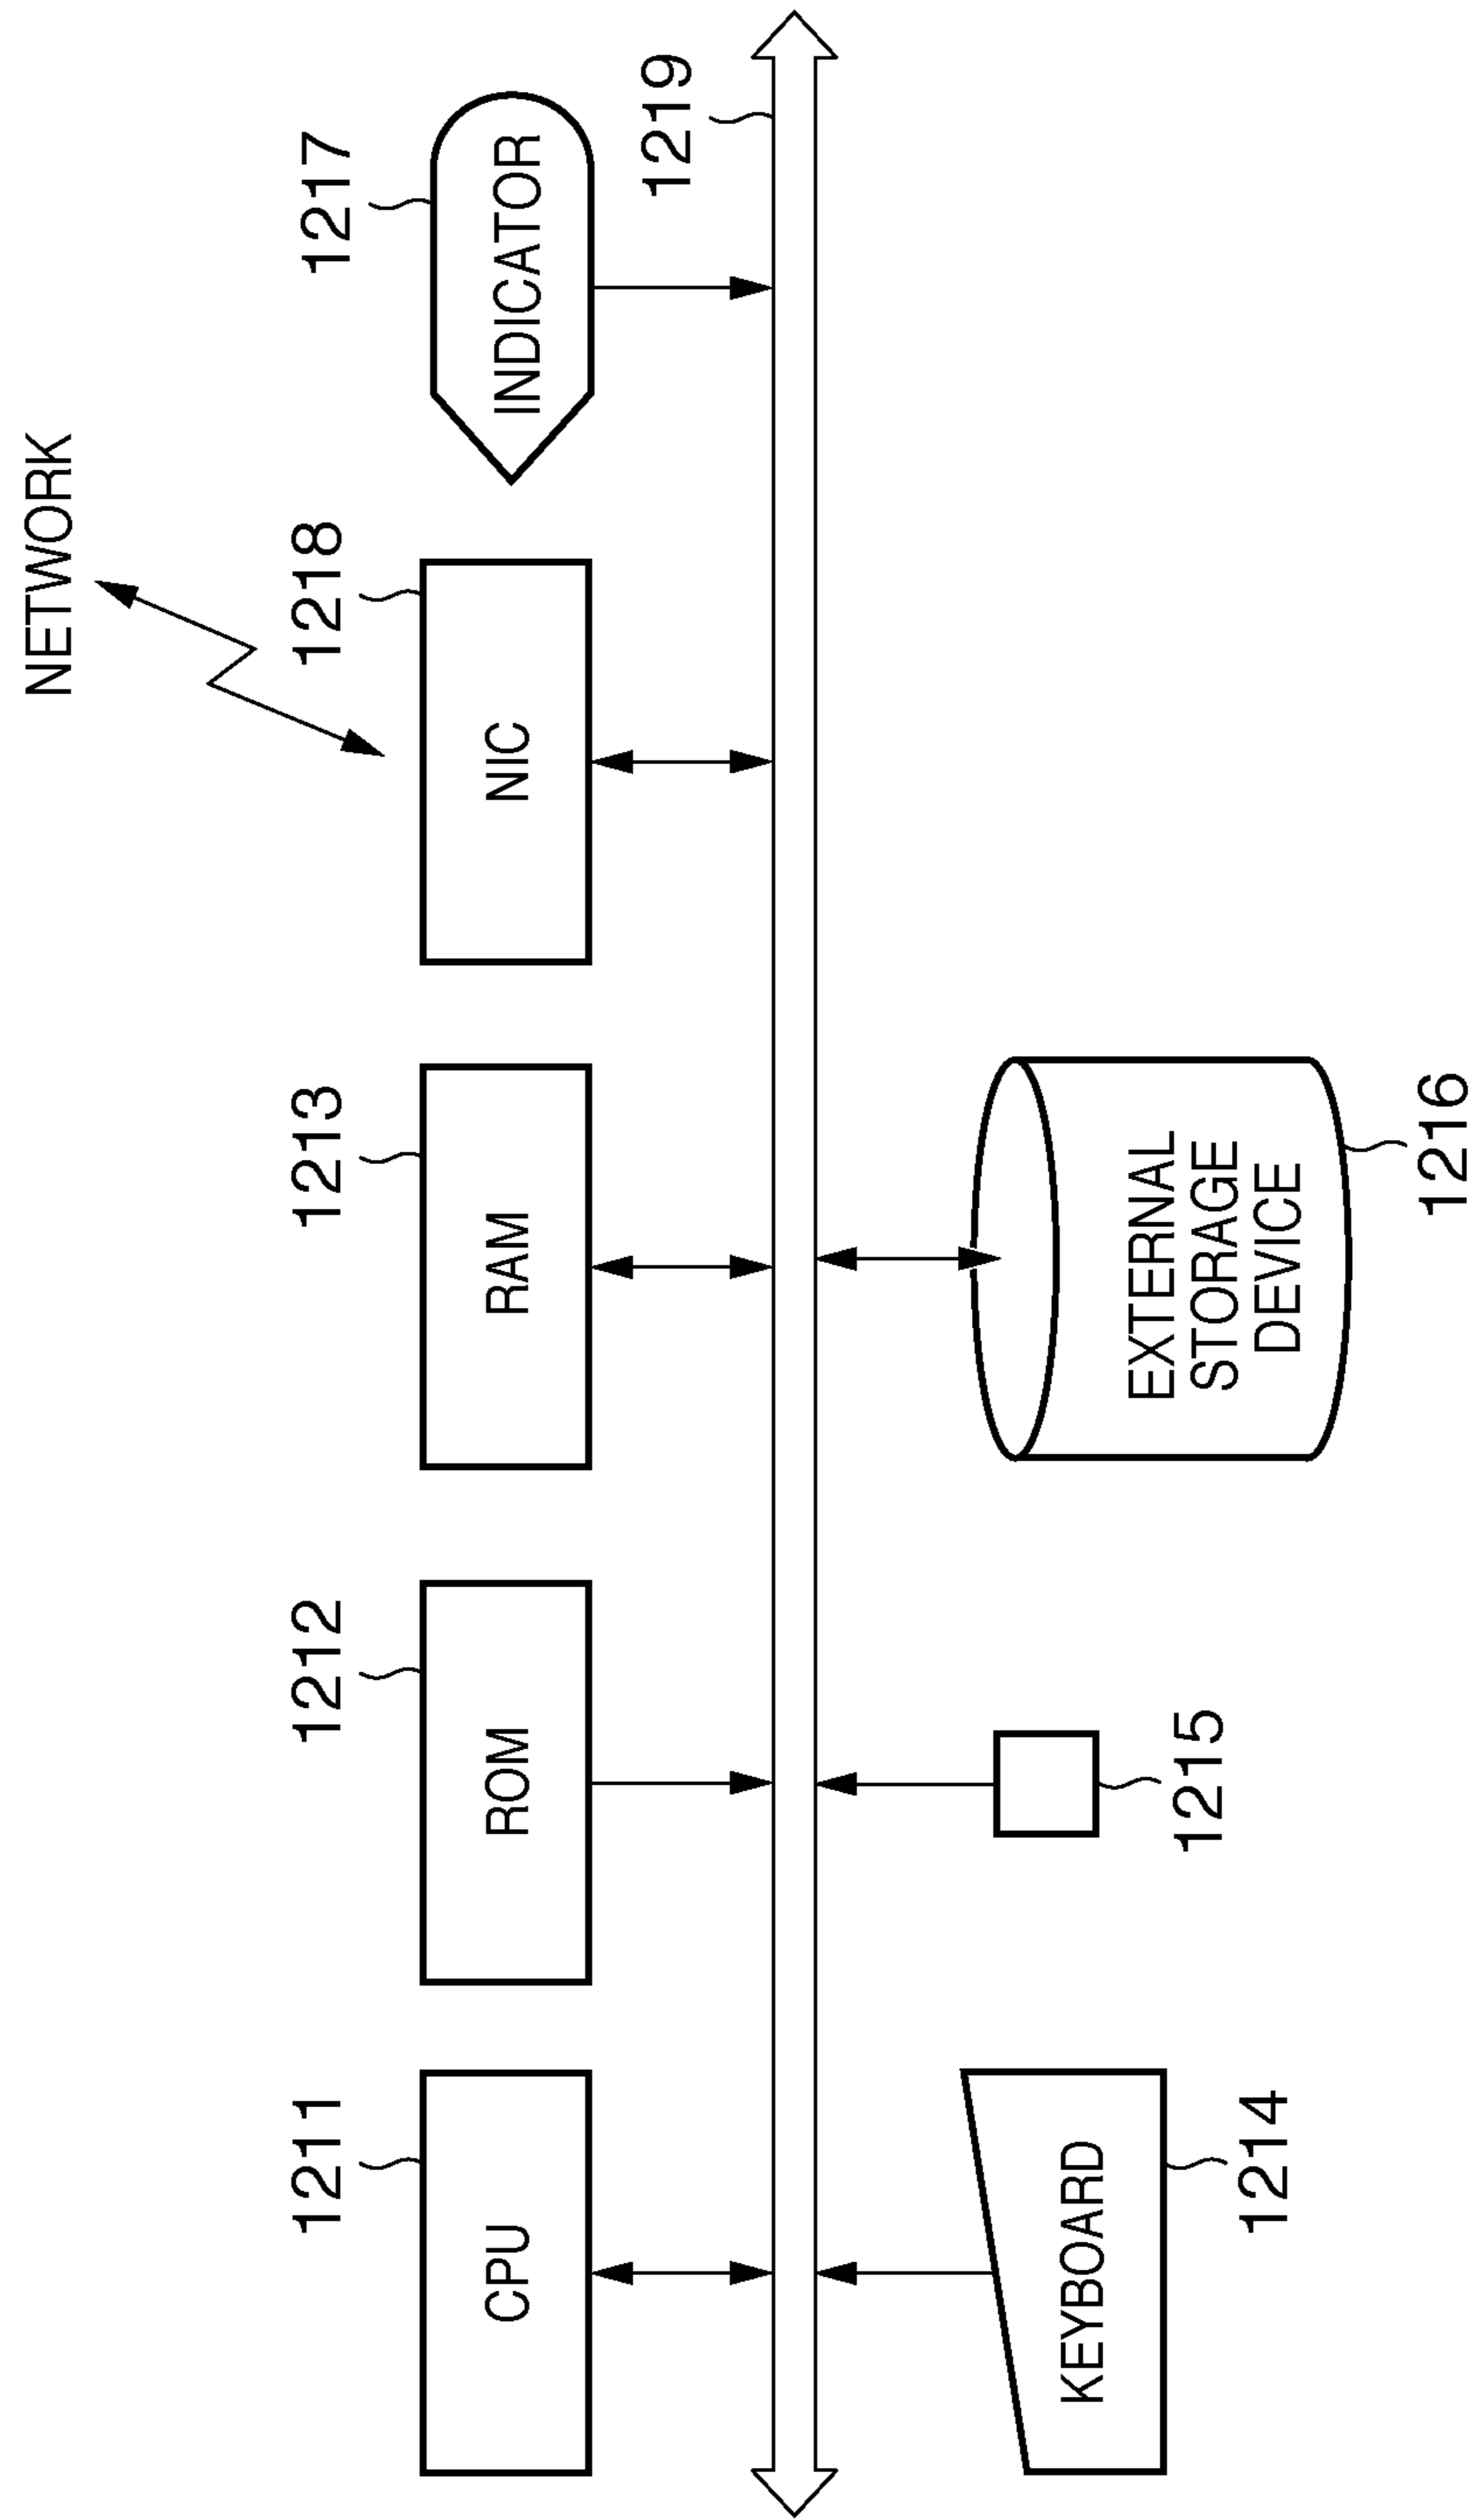 NETWORK
1211
1212
1213
1218
1217
CPU
ROM
RAM
NIC
INDICATOR
1219
KEYBOARD
1214
1215
EXTERNAL
STORAGE
DEVICE
1216